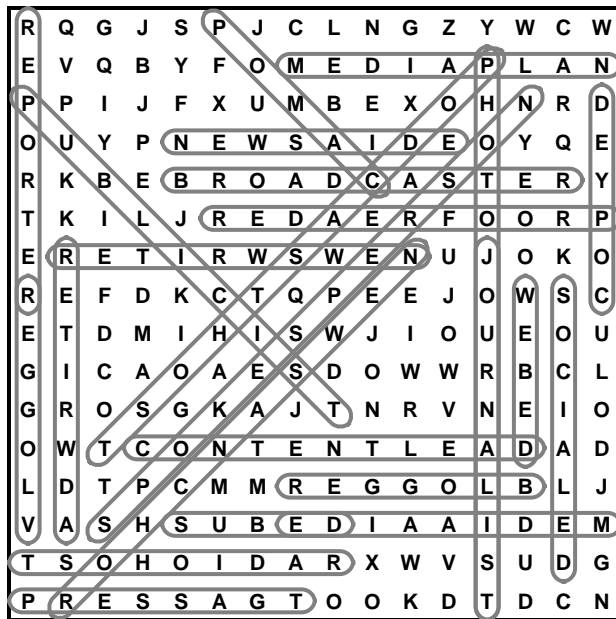 R Q G J S P J C L N G Z Y W C W
E V Q B Y F O M E D I A P L A N
P P I J F X U M B E X O H N R D
O U Y P N E W S A I D E O Y Q E
R K B E B R O A D C A S T E R Y
T K I L J R E D A E R F O O R P
E R E T I R W S W E N U J O K O
R E F D K C T Q P E E J O W S C
E T D M I H I S W J I O U E O U
G I C A O A E S D O W W R B C L
G R O S G K A J T N R V N E I O
O W T C O N T E N T L E A D A D
L D T P C M M R E G G O L B L J
V A S H S U B E D I A A I D E M
T S O H O I D A R X W V S U D G
P R E S S A G T O O K D T D C N